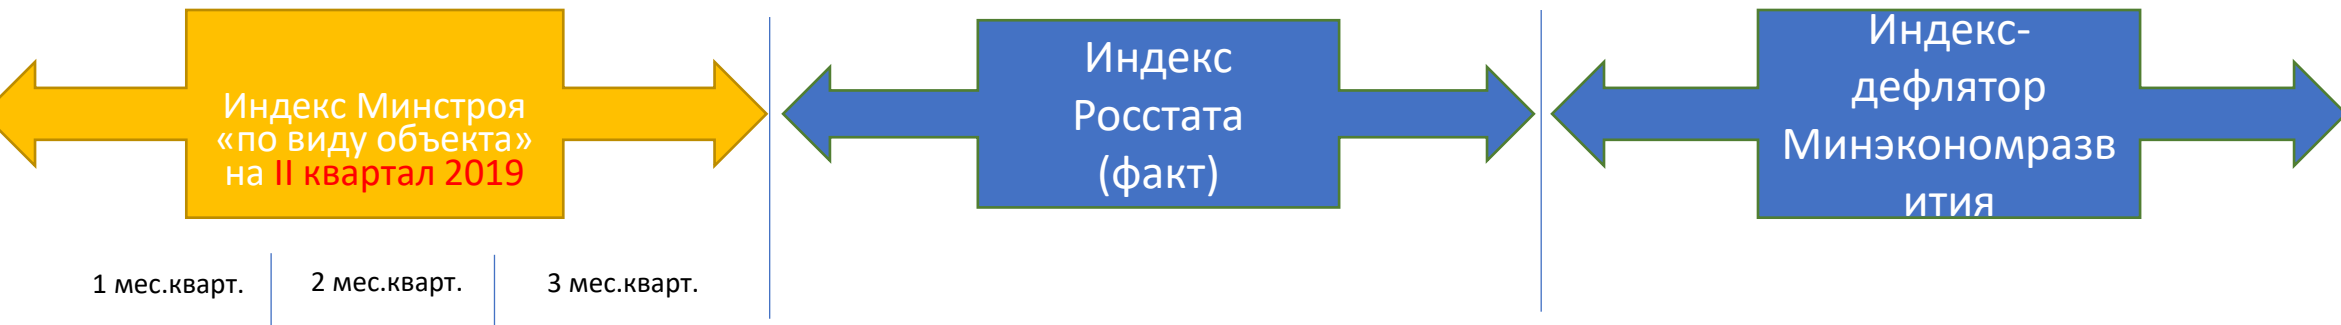 Индекс Минстроя
«по виду объекта»
на II квартал 2019
Индекс
Росстата
(факт)
Индекс-
дефлятор
Минэкономразв
ития
1 мес.кварт.
2 мес.кварт.
3 мес.кварт.